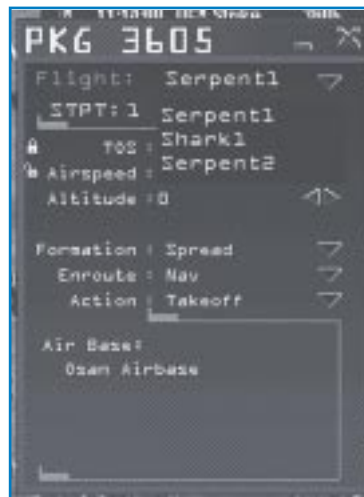 PKG 3605
Flight: Serpent1
STPT: 1 Serpent1
Shark1
TOS :
Serpent2
Airspeed :
Altitude : 0
Formation : Spread
Enroute : Nav
Action : Takeoff
Air Base:
Osan Airbase